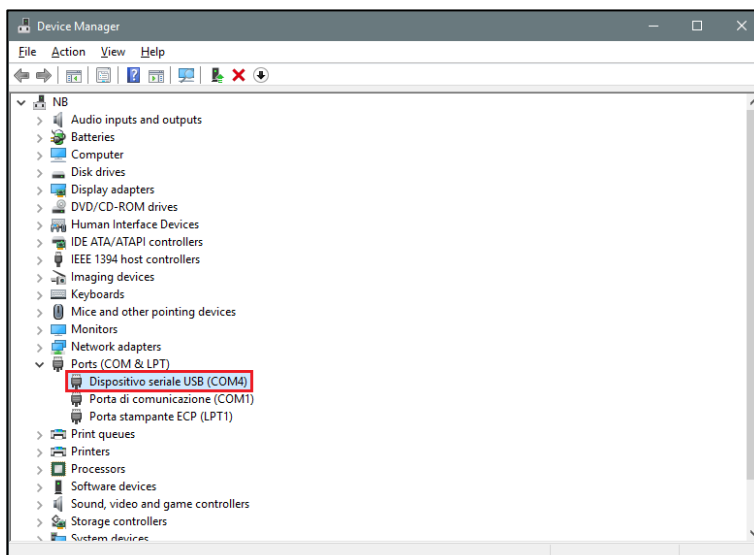 Device Manager
File Action View Help
NB
Audio inputs and outputs
Batteries
Computer
Disk drives
Display adapters
DVD/CD-ROM drives
Human Interface Devices
IDE ATA/ATAPI controllers
IEEE 1394 host controllers
Imaging devices
Keyboards
Mice and other pointing devices
Monitors
Network adapters
Ports (COM & LPT)
Dispositivo seriale USB (COM4)
Porta di comunicazione (COM1)
Porta stampante ECP (LPT1)
Print queues
Printers
Processors
Software devices
Sound, video and game controllers
Storage controllers
System devices